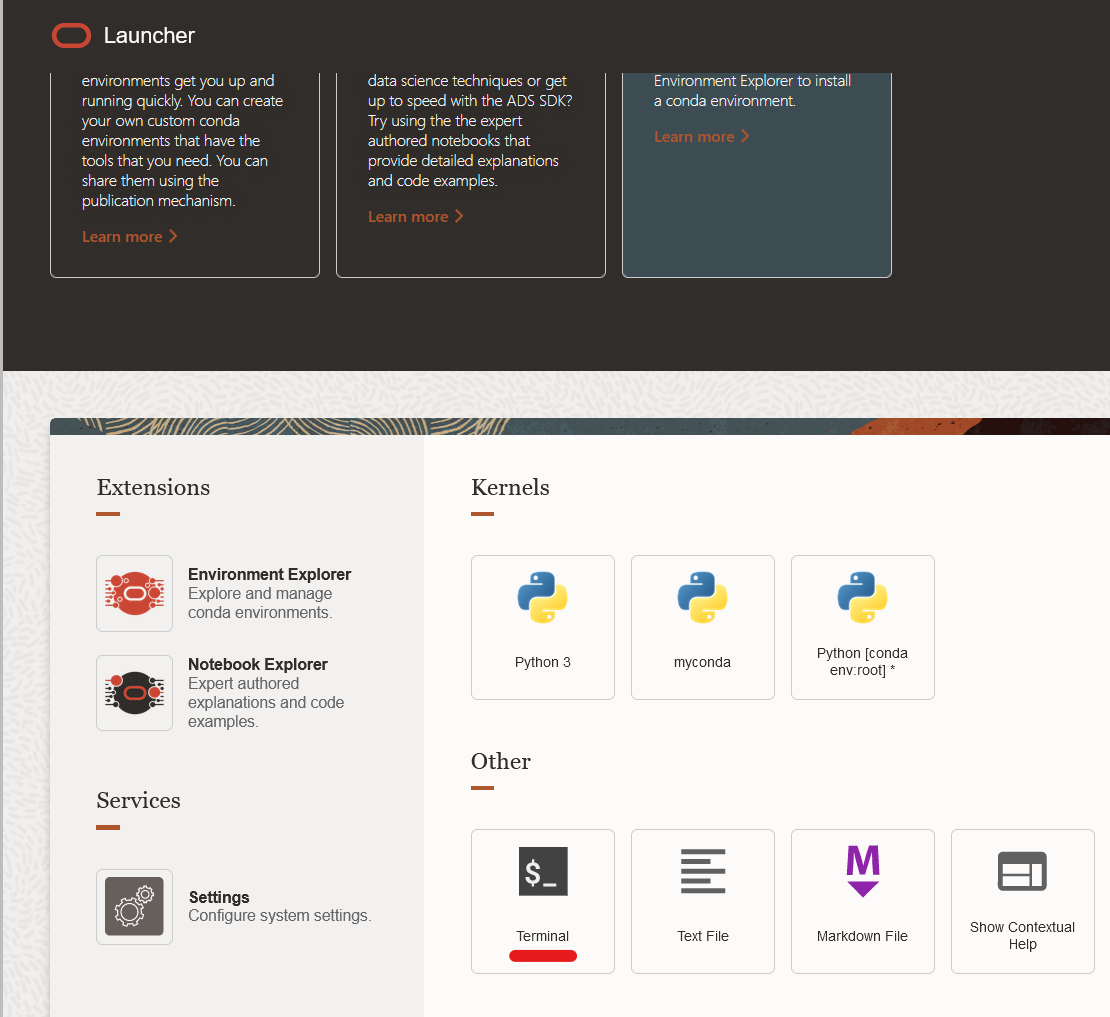 Launcher
environments get you up and
running quickly. You can create
your own custom conda
environments that have the
tools that you need. You can
share them using the
publication mechanism.
Learn more
data science techniques or get
up to speed with the ADS SDK?
Try using the the expert
authored notebooks that
provide detailed explanations
and code examples.
Learn more
Environment Explorer to install
a conda environment.
Learn more
Extensions
Environment Explorer
Explore and manage
conda environments.
Notebook Explorer
Expert authored
explanations and code
examples.
Services
Settings
Configure system settings.
Kernels
Python 3
myconda
Python [conda
env:root] *
Other
$_
Terminal
Text File
M
Markdown File
Show Contextual
Help